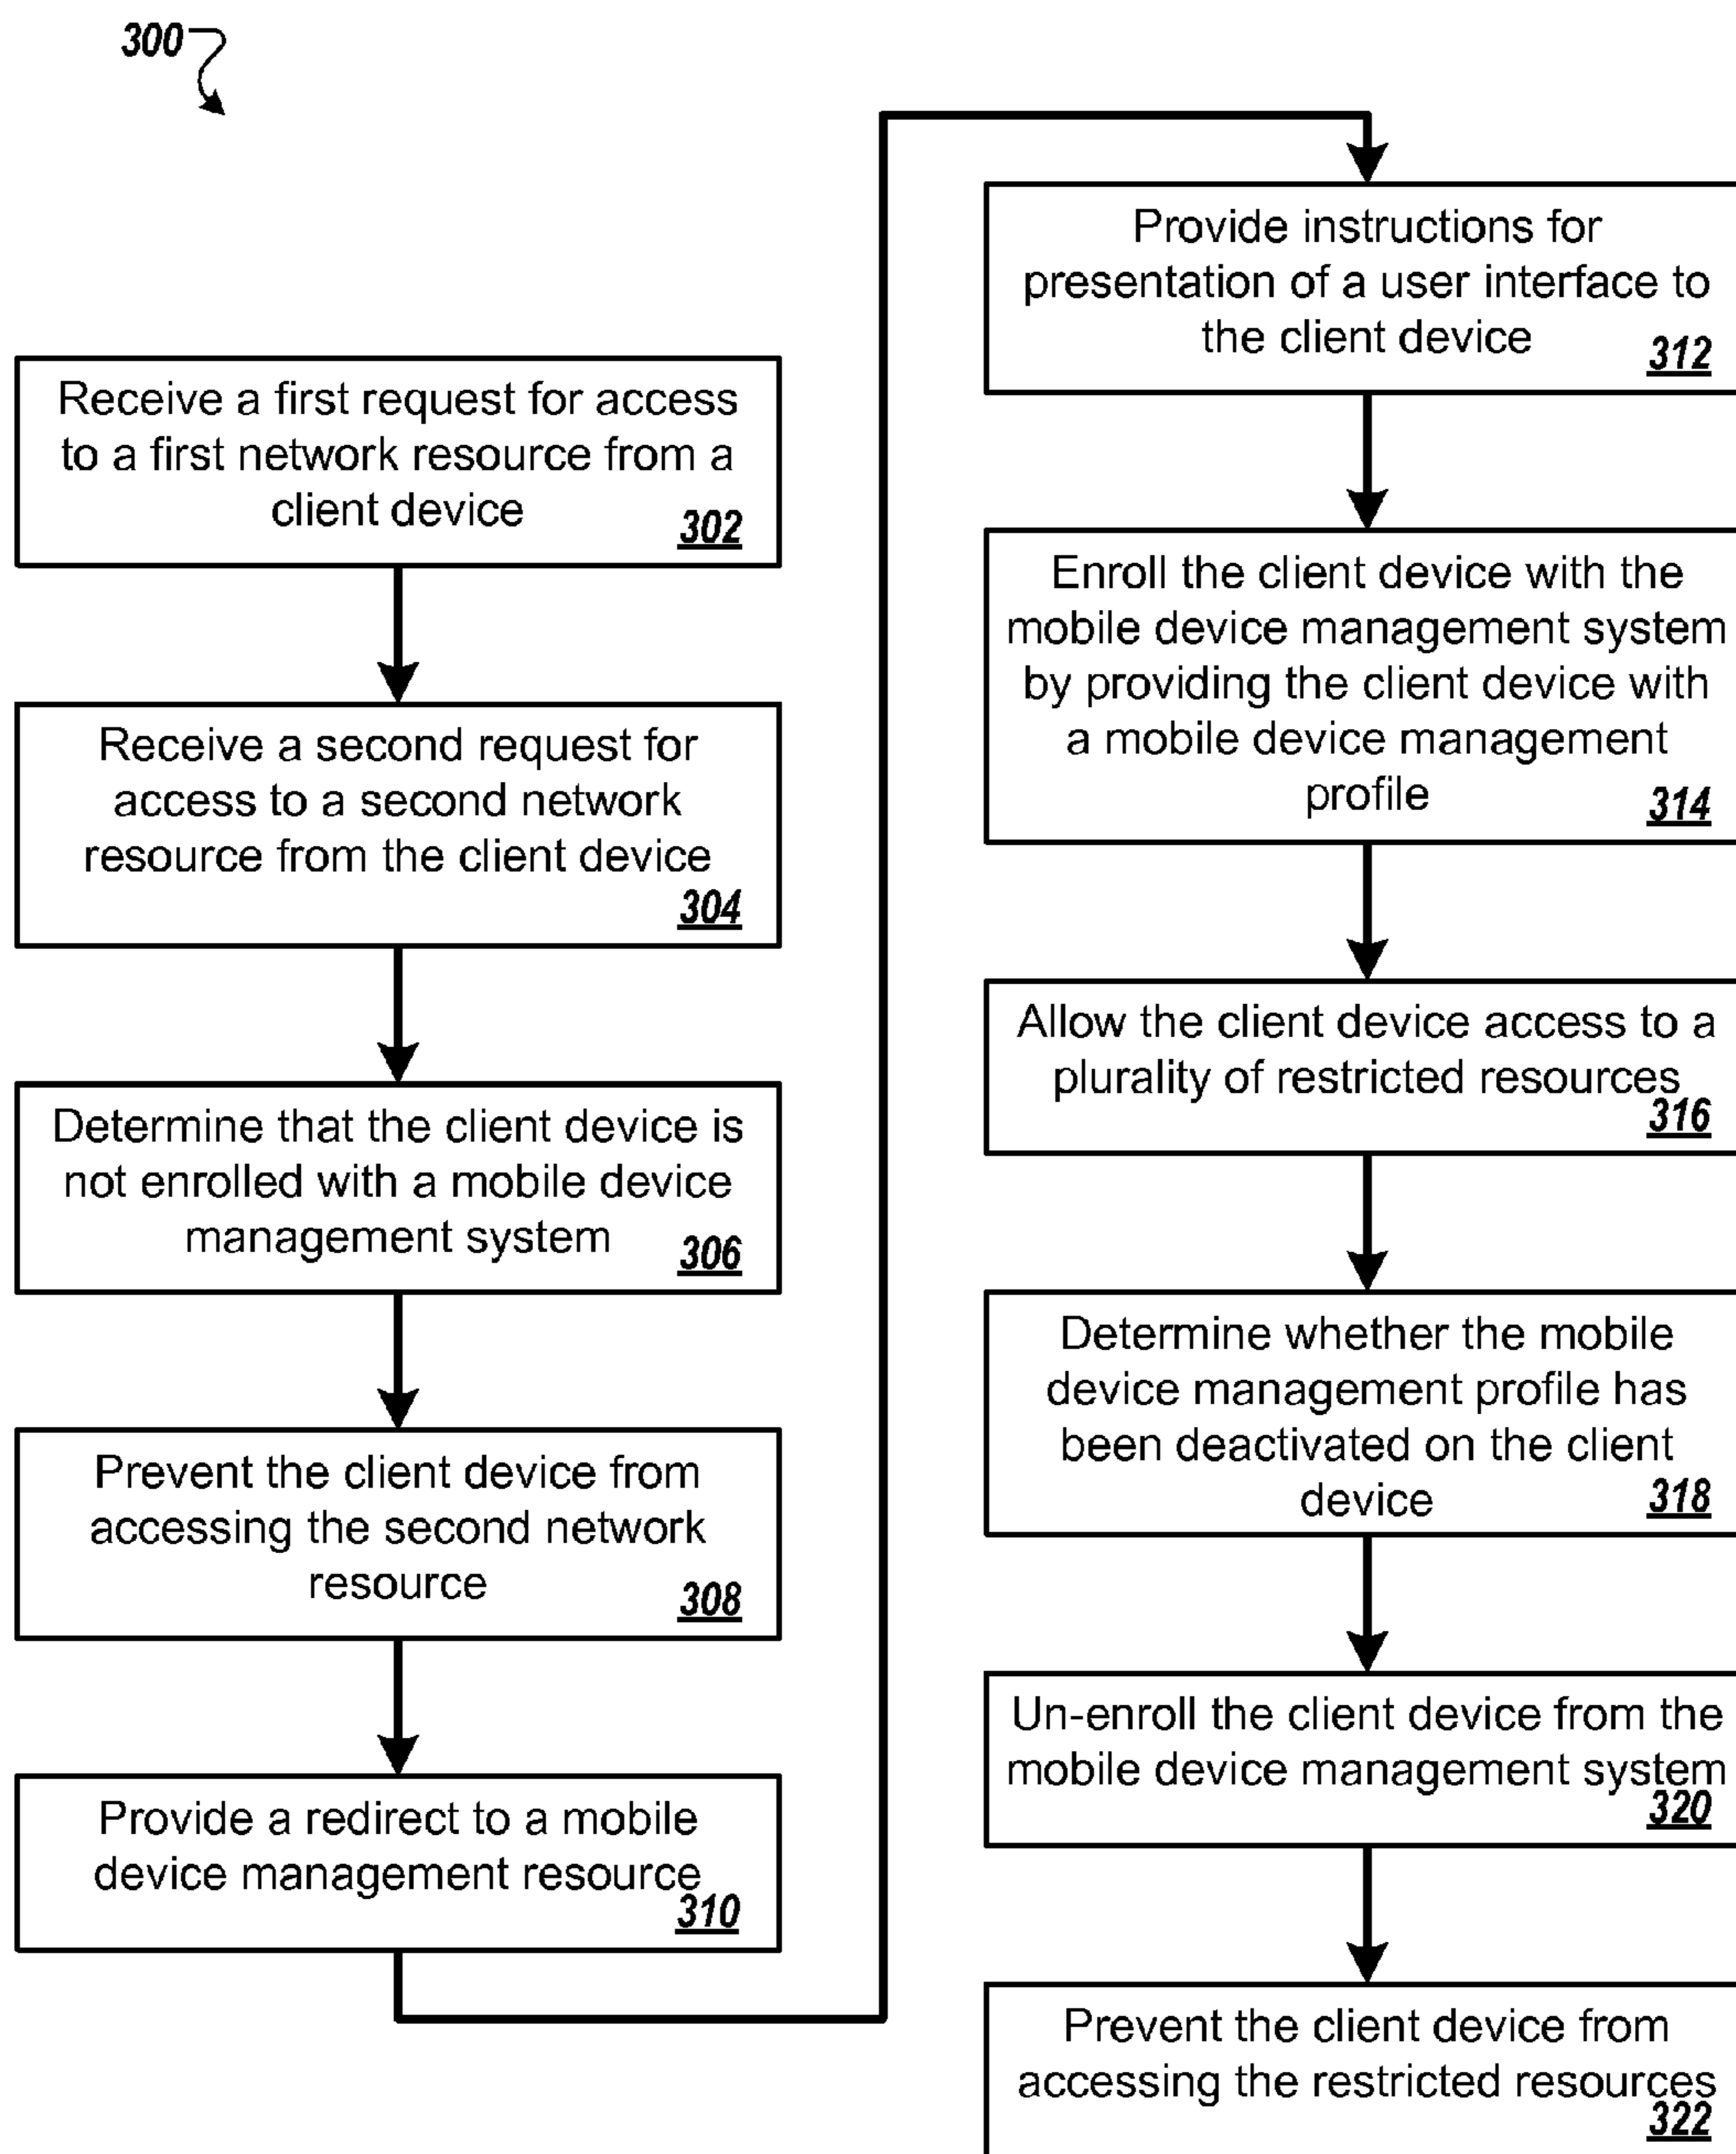 300
Receive a first request for access
to a first network resource from a
client device
302
Receive a second request for
access to a second network
resource from the client device
304
Determine that the client device is
not enrolled with a mobile device
management system
306
Prevent the client device from
accessing the second network
resource
308
Provide a redirect to a mobile
device management resource
310
Provide instructions for
presentation of a user interface to
the client device
312
Enroll the client device with the
mobile device management system
by providing the client device with
a mobile device management
profile
314
Allow the client device access to a
plurality of restricted resources
316
Determine whether the mobile
device management profile has
been deactivated on the client
device
318
Un-enroll the client device from the
mobile device management system
320
Prevent the client device from
accessing the restricted resources
322